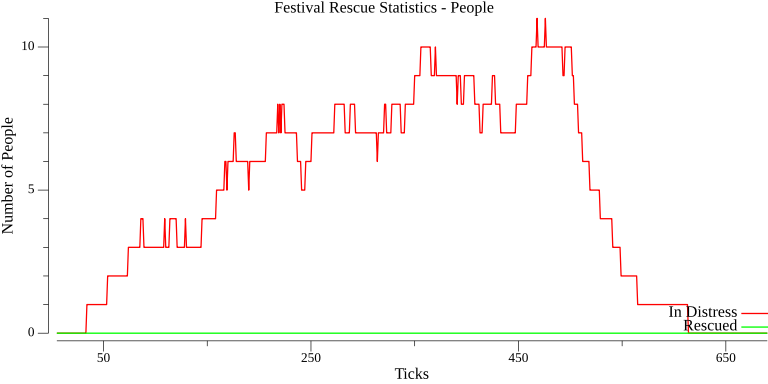 Festival Rescue Statistics - People
Number of People
10
5
0
In Distress
Rescued
50
250
450
650
Ticks